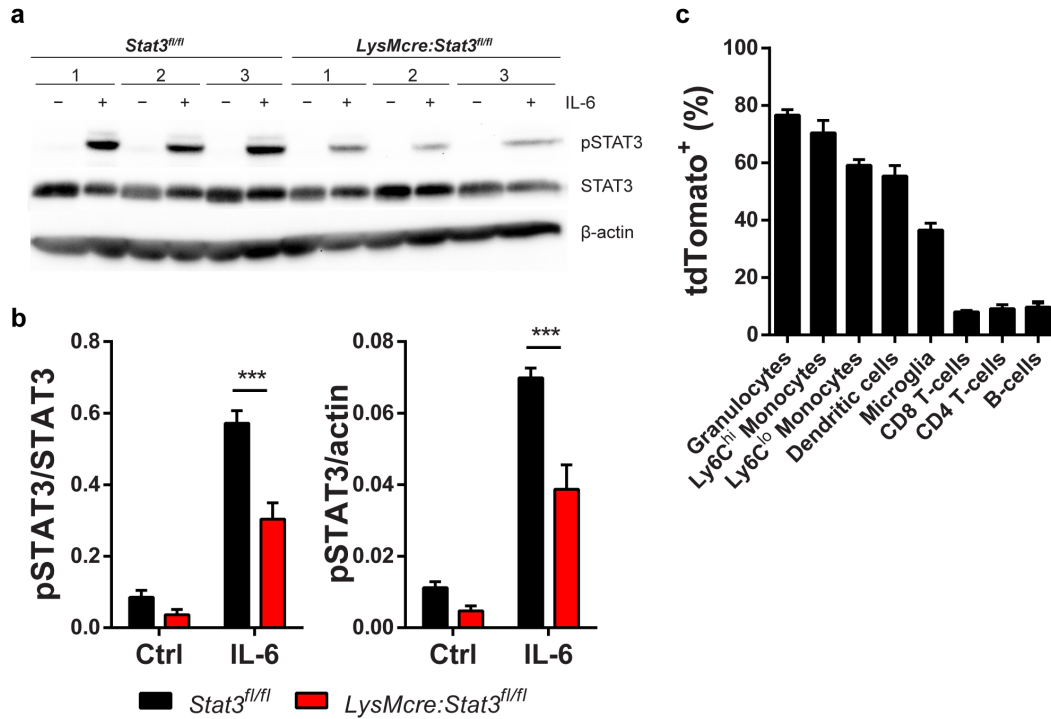 a
Stat3fl/fl LysMcre:Stat3fl/fl
1 2 3 1 2 3
– + – + – + – + – + – + IL-6
pSTAT3
STAT3
β-actin
b
pSTAT3/STAT3
0.8
0.6
0.4
0.2
0.0
***
Ctrl IL-6
pSTAT3/actin
0.08
0.06
0.04
0.02
0.00
***
Ctrl IL-6
Stat3fl/fl LysMcre:Stat3fl/fl
c
tdTomato+ (%)
100
80
60
40
20
0
Granulocytes
Ly6Chi Monocytes
Ly6Clo Monocytes
Dendritic cells
Microglia
CD8 T-cells
CD4 T-cells
B-cells